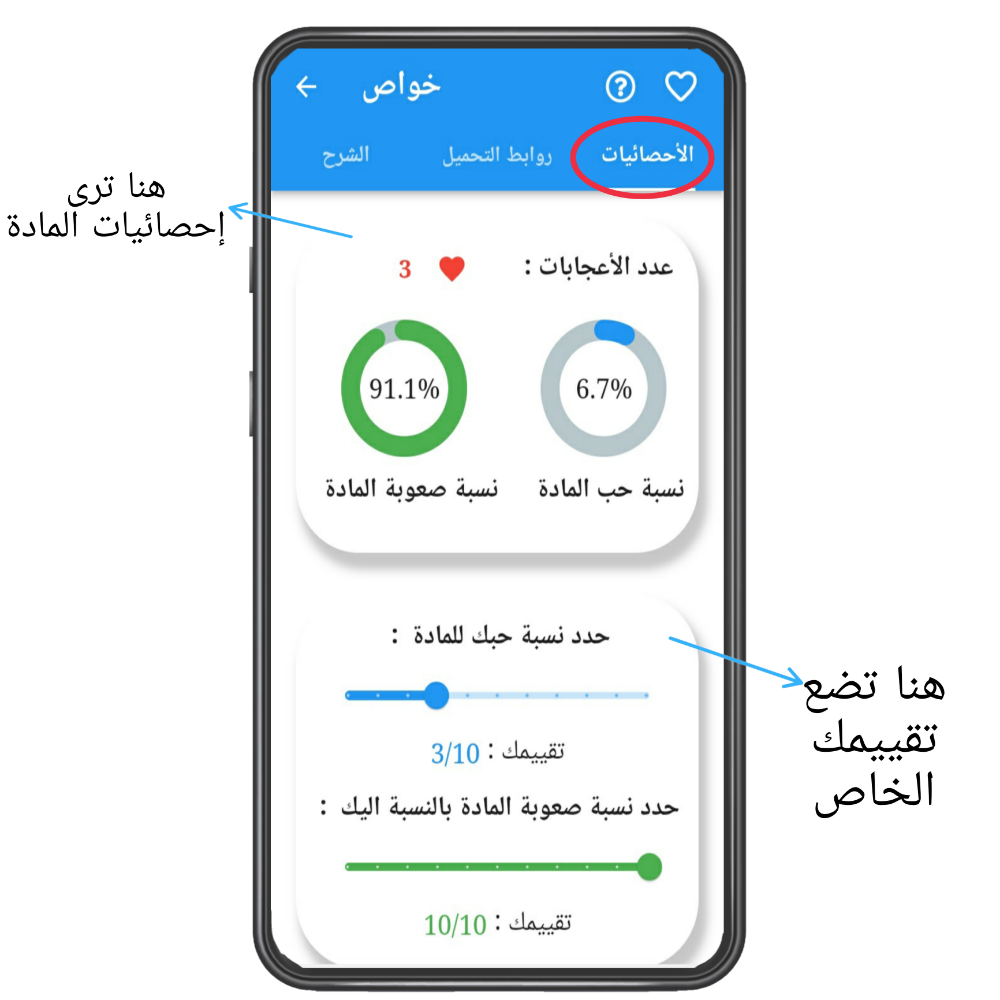 خواص
الأحصائيات
روابط التحميل
الشرح
هنا ترى
إحصائيات المادة
عدد الأعجابات :
3
6.7%
91.1%
نسبة حب المادة
نسبة صعوبة المادة
حدد نسبة حبك للمادة :
تقييمك : 3/10
حدد نسبة صعوبة المادة بالنسبة اليك :
تقييمك : 10/10
هنا تضع
تقييمك
الخاص